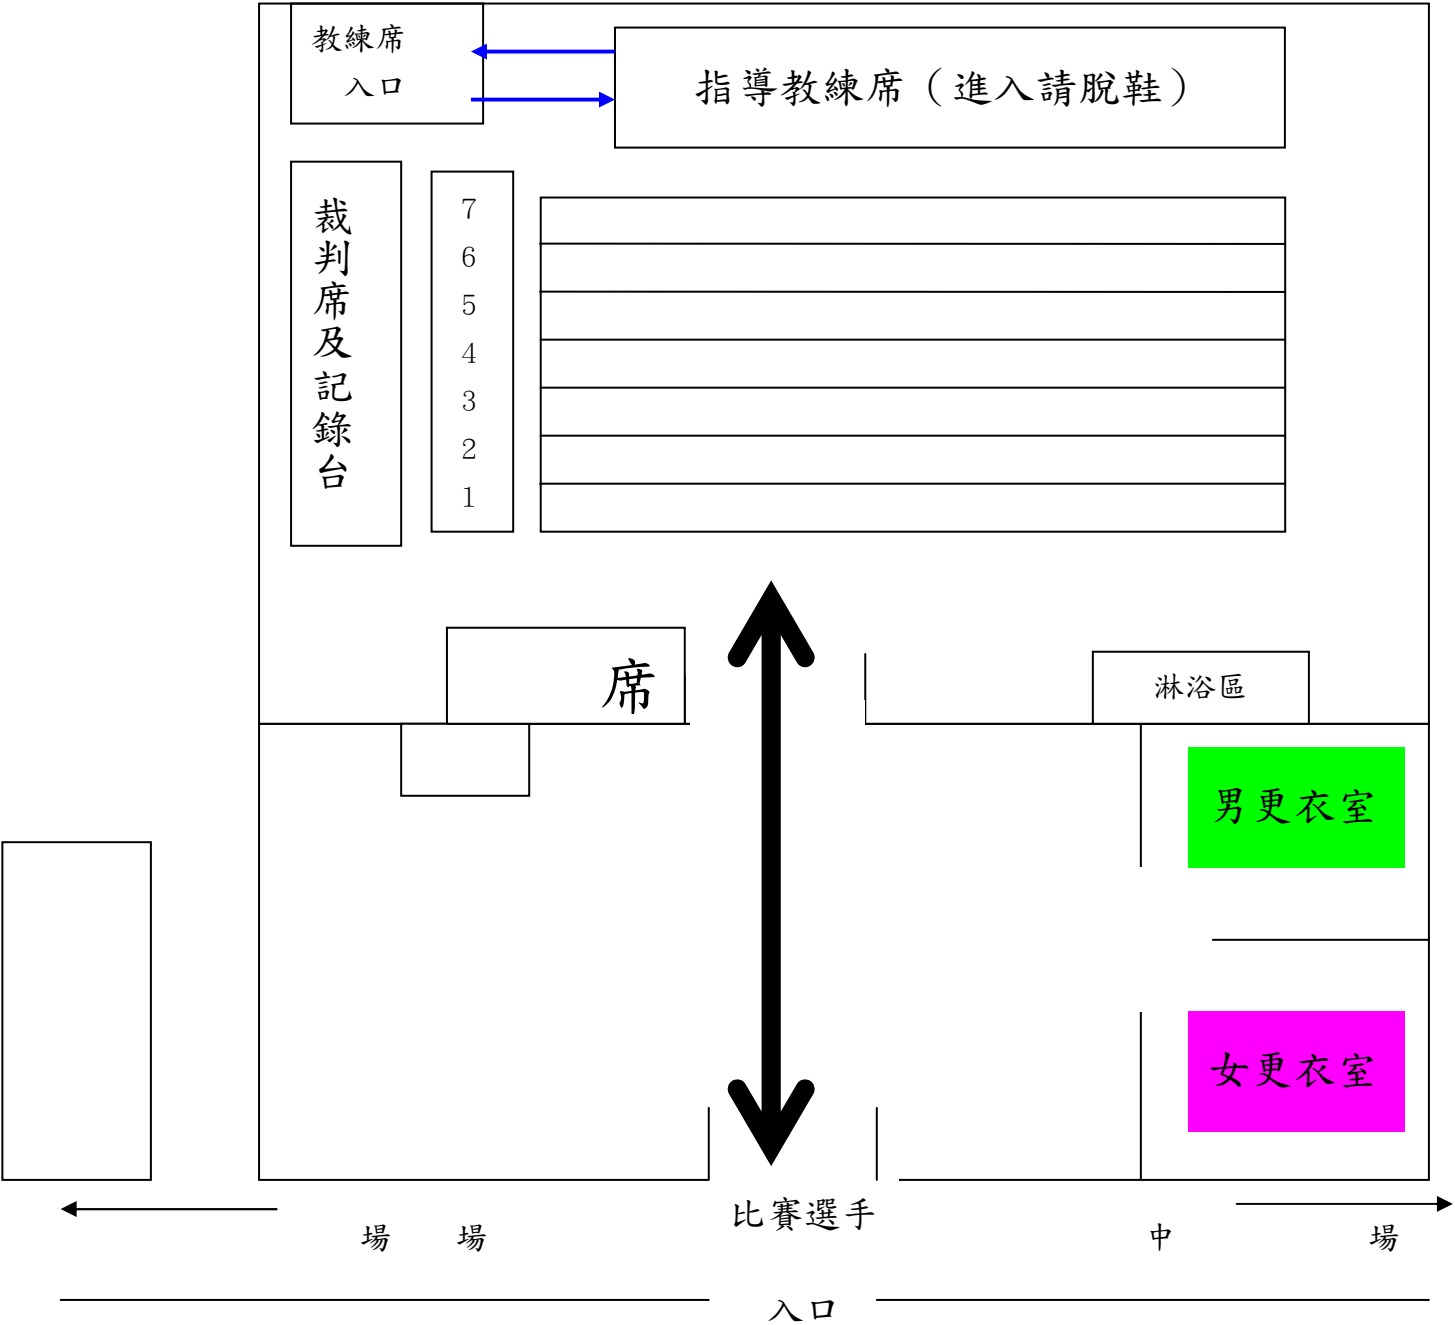 教練席
入口
指導教練席（進入請脫鞋）
裁判席及記錄台
7
6
5
4
3
2
1
席
淋浴區
男更衣室
女更衣室
比賽選手
場 場
中 場
入口